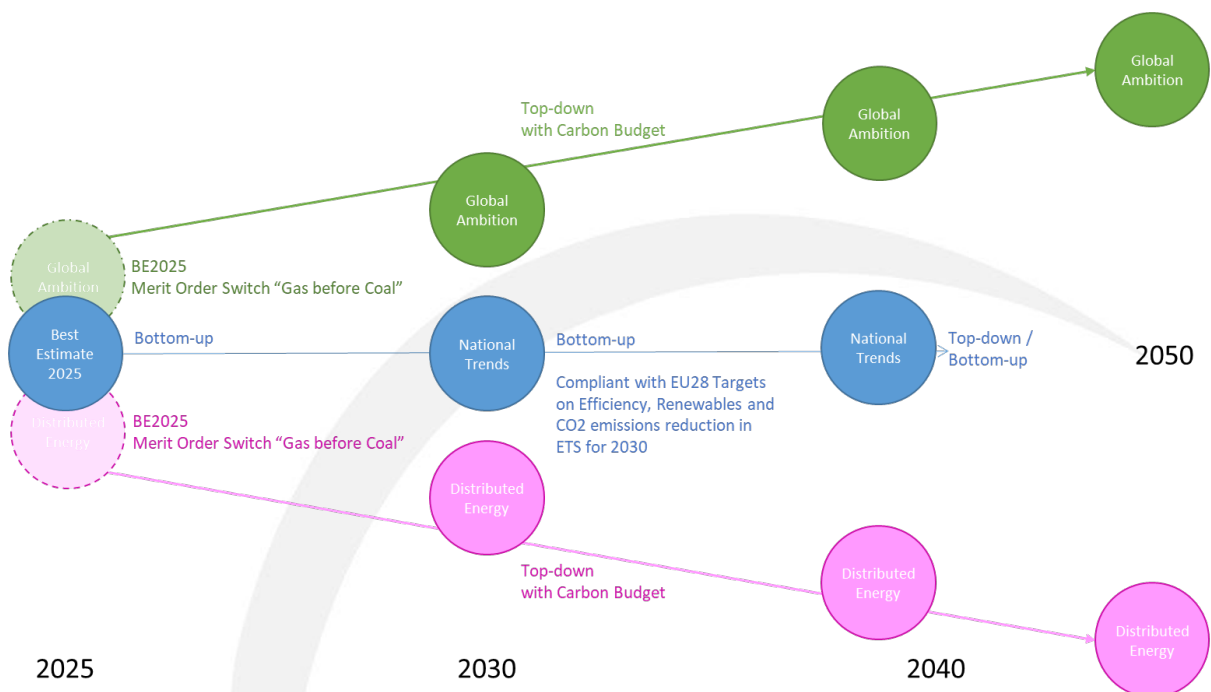 Global
Ambition
Global
Ambition
Top-down
with Carbon Budget
Global
Ambition
Global
Ambition
BE2025
Merit Order Switch “Gas before Coal”
Best
Estimate
2025
Bottom-up
National
Trends
Bottom-up
Compliant with EU28 Targets
on Efficiency, Renewables and
CO2 emissions reduction in
ETS for 2030
National
Trends
Top-down /
Bottom-up
2050
Distributed
Energy
BE2025
Merit Order Switch “Gas before Coal”
Distributed
Energy
Top-down
with Carbon Budget
Distributed
Energy
Distributed
Energy
2025
2030
2040